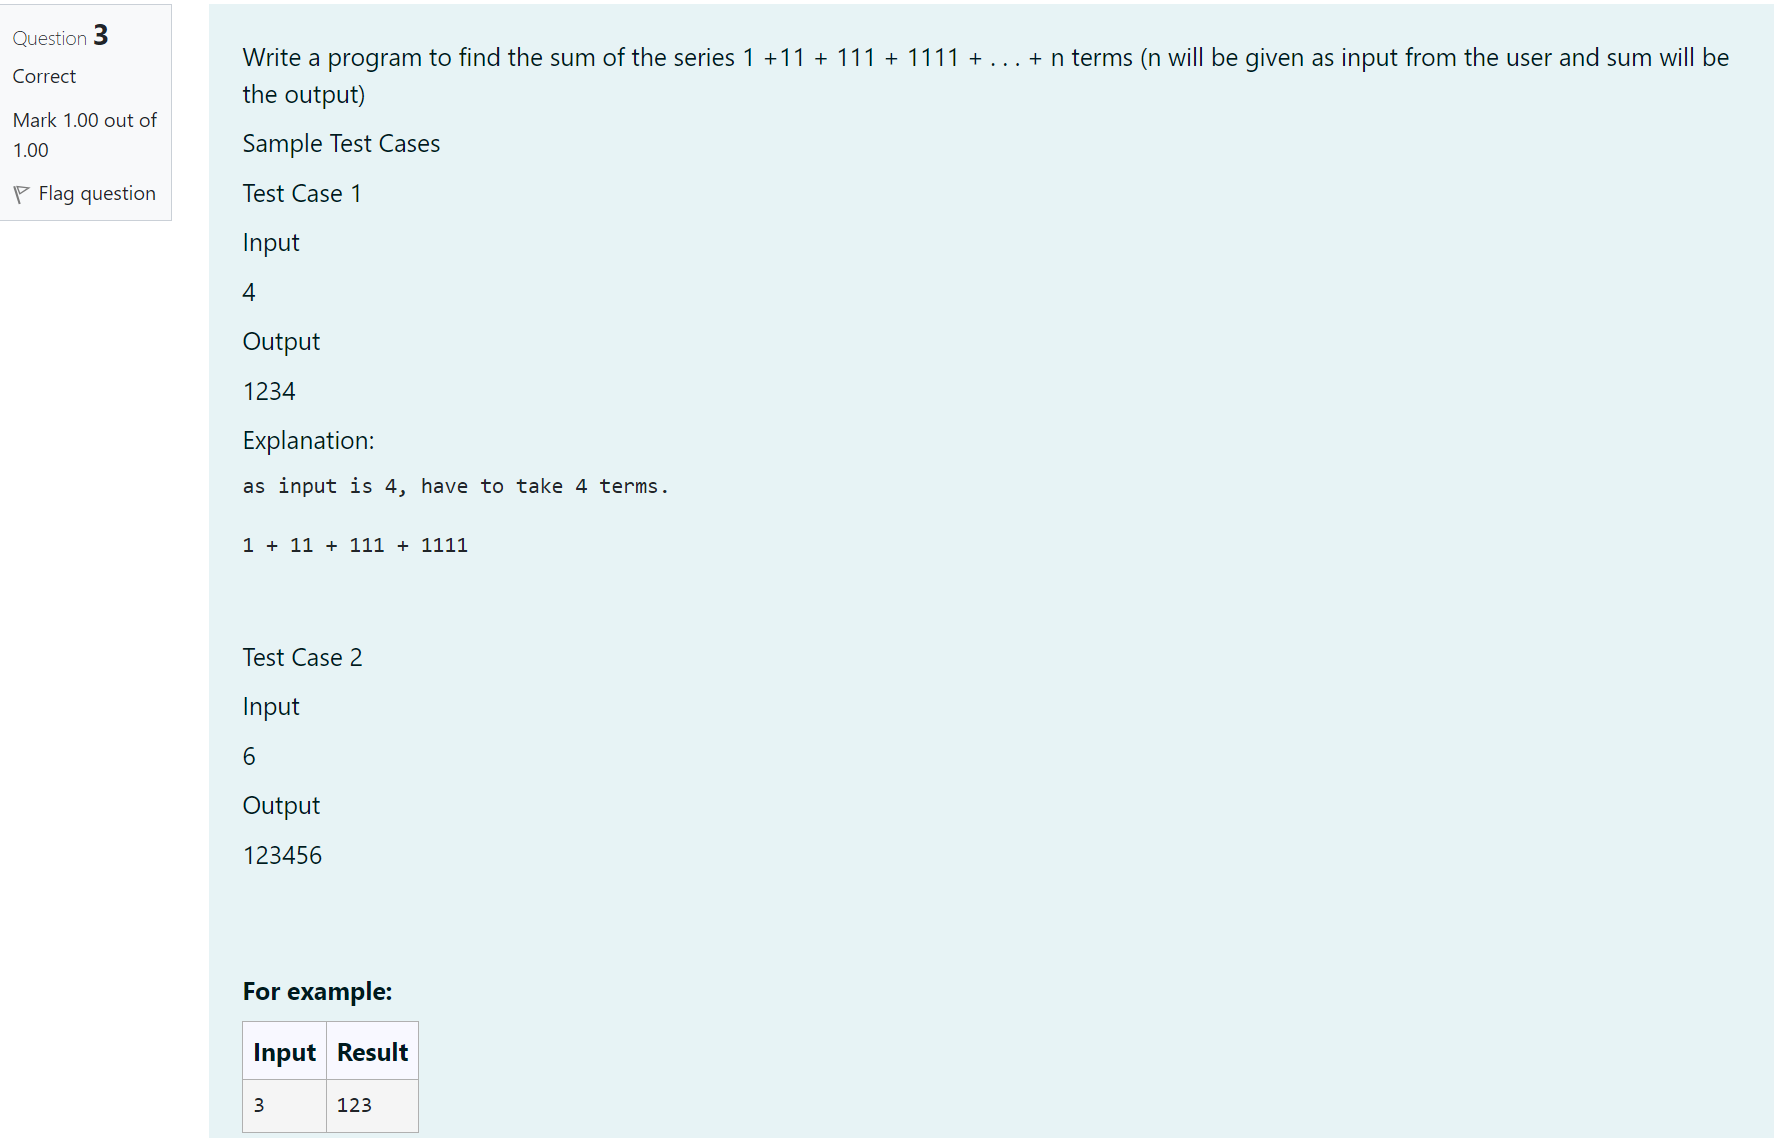 Question 3
Correct
Mark 1.00 out of
1.00
Flag question
Write a program to find the sum of the series 1 +11 + 111 + 1111 + . . . + n terms (n will be given as input from the user and sum will be
the output)
Sample Test Cases
Test Case 1
Input
4
Output
1234
Explanation:
as input is 4, have to take 4 terms.
1 + 11 + 111 + 1111
Test Case 2
Input
6
Output
123456
For example:
Input Result
3 123